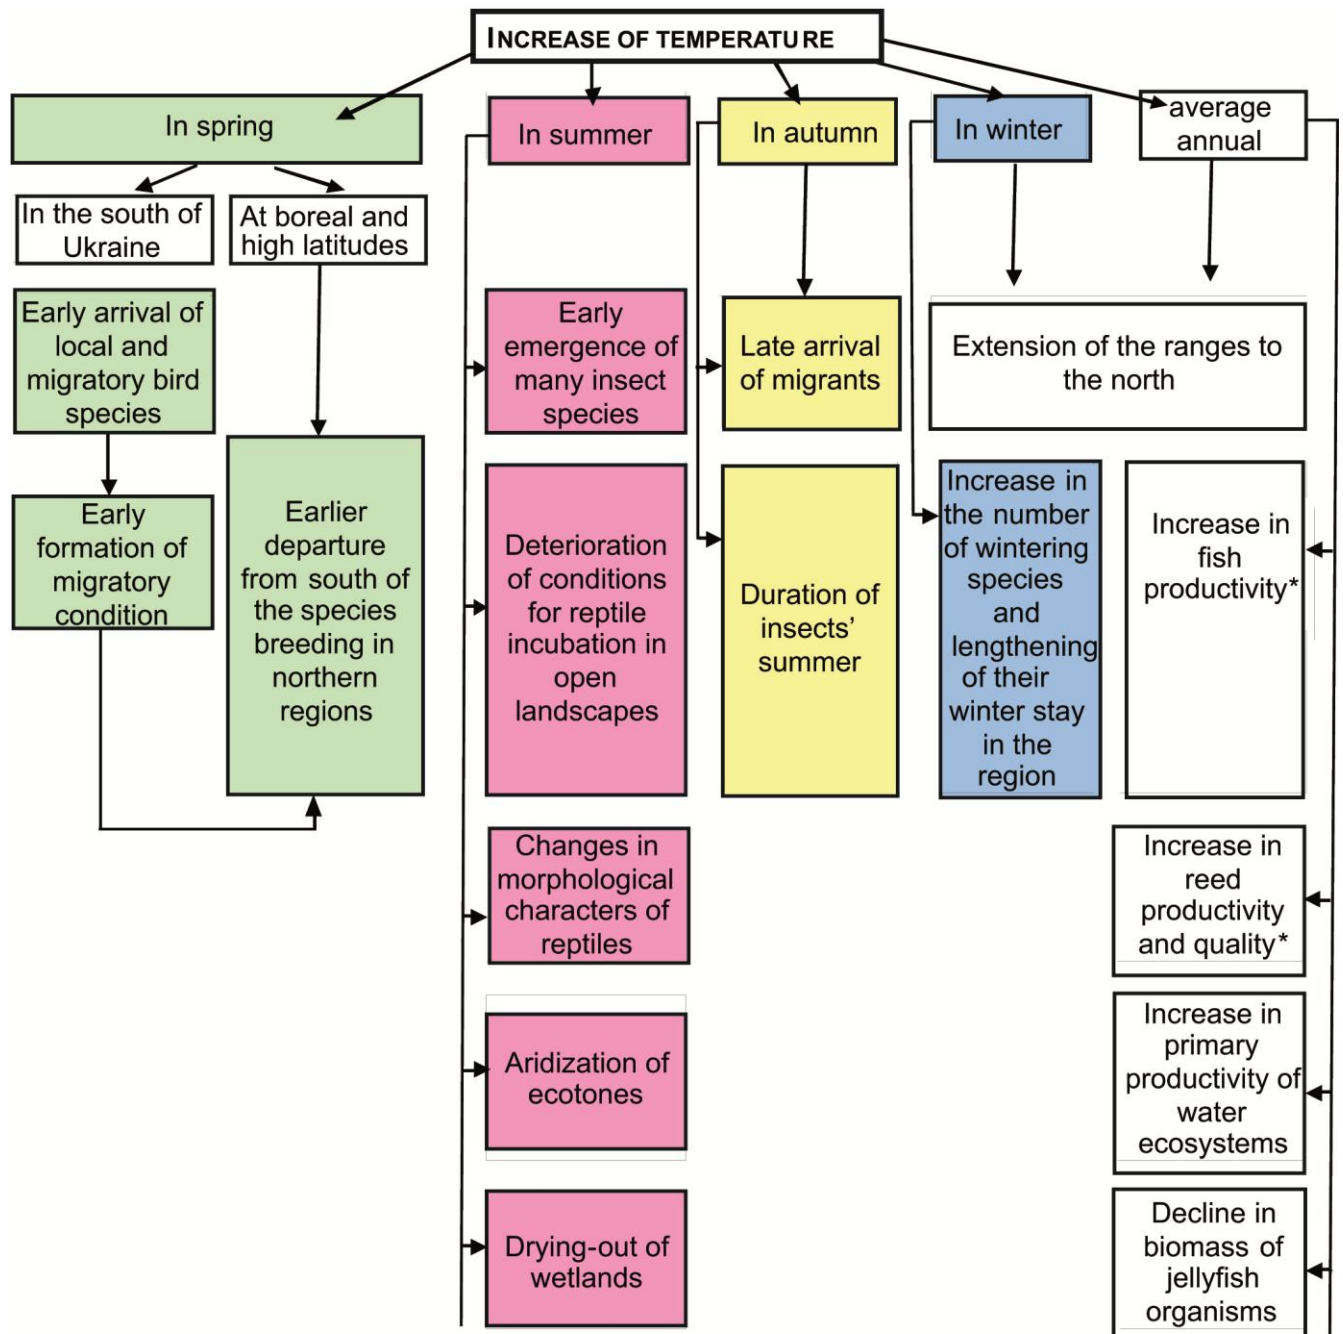 INCREASE OF TEMPERATURE
In spring
In summer
In autumn
In winter
average
annual
In the south of
Ukraine
At boreal and
high latitudes
Early arrival of
local and
migratory bird
species
Early
formation of
migratory
condition
Earlier
departure
from south of
the species
breeding in
northern
regions
Early
emergence of
many insect
species
Deterioration
of conditions
for reptile
incubation in
open
landscapes
Changes in
morphological
characters of
reptiles
Aridization of
ecotones
Drying-out of
wetlands
Late arrival
of migrants
Duration of
insects'
summer
Extension of the ranges to
the north
Increase in
the number
of wintering
species
and
lengthening
of their
winter stay
in the
region
Increase in
fish
productivity*
Increase in
reed
productivity
and quality*
Increase in
primary
productivity of
water
ecosystems
Decline in
biomass of
jellyfish
organisms